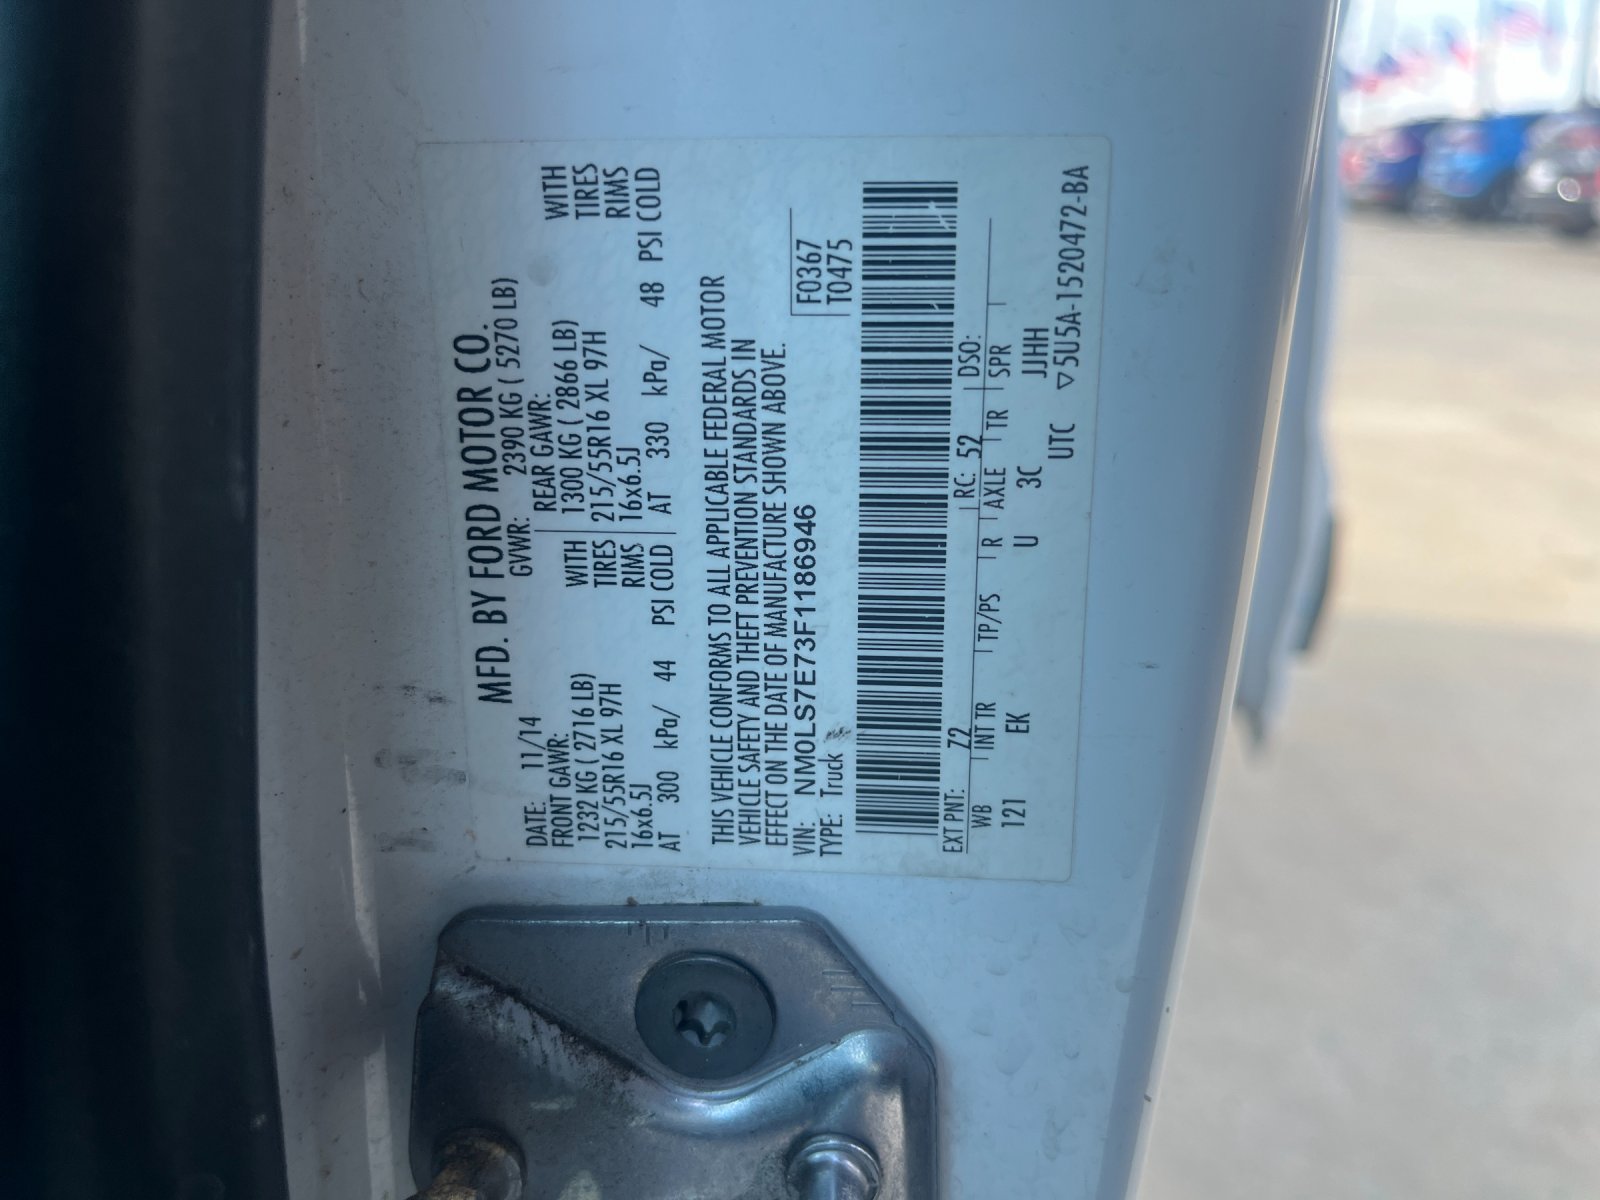 MFD. BY FORD MOTOR CO.
DATE: 11/14 GVWR: 2390 KG ( 5270 LB)
FRONT GAWR: REAR GAWR:
1232 KG ( 2716 LB) WITH 1300 KG ( 2866 LB) WITH
215/55R16 XL 97H TIRES 215/55R16 XL 97H TIRES
16x6.5J RIMS 16x6.5J RIMS
AT 300 kPa/ 44 PSI COLD AT 330 kPa/ 48 PSI COLD
THIS VEHICLE CONFORMS TO ALL APPLICABLE FEDERAL MOTOR
VEHICLE SAFETY AND THEFT PREVENTION STANDARDS IN
EFFECT ON THE DATE OF MANUFACTURE SHOWN ABOVE.
VIN: NM0LS7E73F1186946 F0367
TYPE: Truck T0475
EXT PNT: Z2 RC: 52 DSO:
WB INT TR TP/PS R AXLE TR SPR
121 EK U 3C JJHH
UTC ▽5U5A-1520472-BA